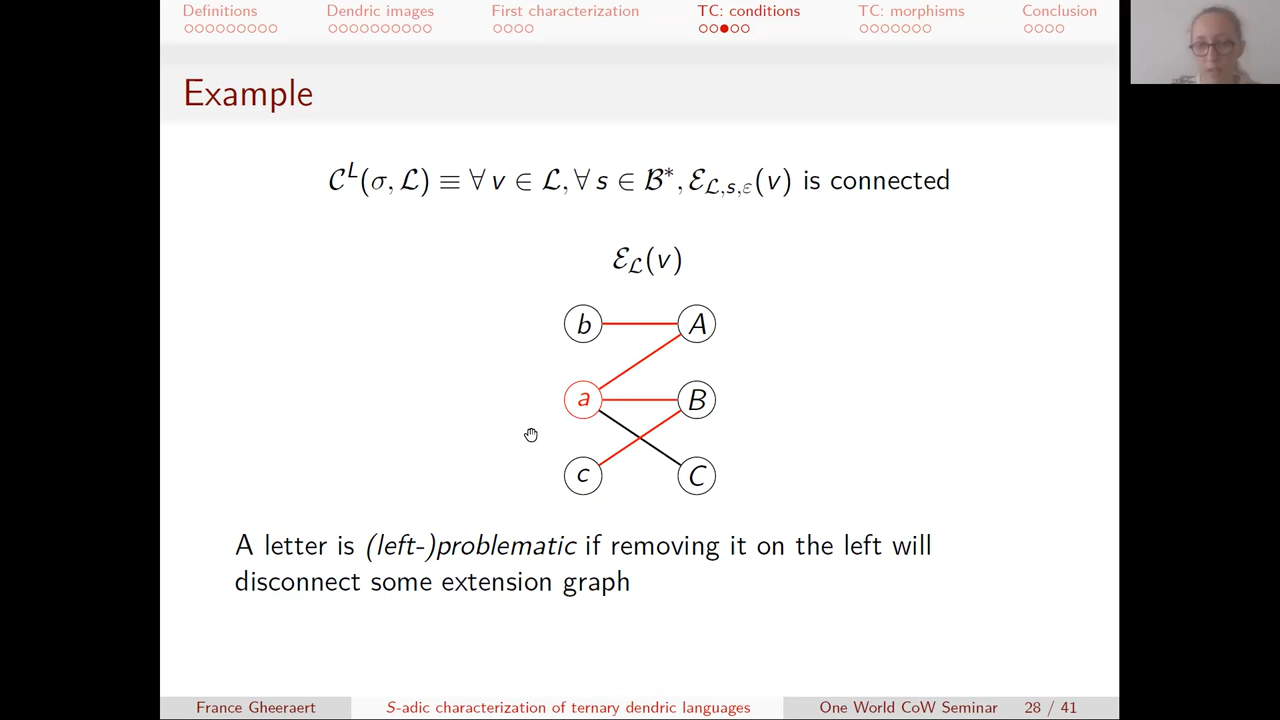 Definitions Dendric images First characterization TC: conditions TC: morphisms Conclusion
Example
𝒞ᴸ(σ, ℒ) ≡ ∀ v ∈ ℒ, ∀ s ∈ ℬ*, ℰ_{ℒ,s,ε}(v) is connected
ℰ_ℒ(v)
b A
a B
c C
A letter is (left-)problematic if removing it on the left will
disconnect some extension graph
France Gheeraert S-adic characterization of ternary dendric languages One World CoW Seminar 28 / 41